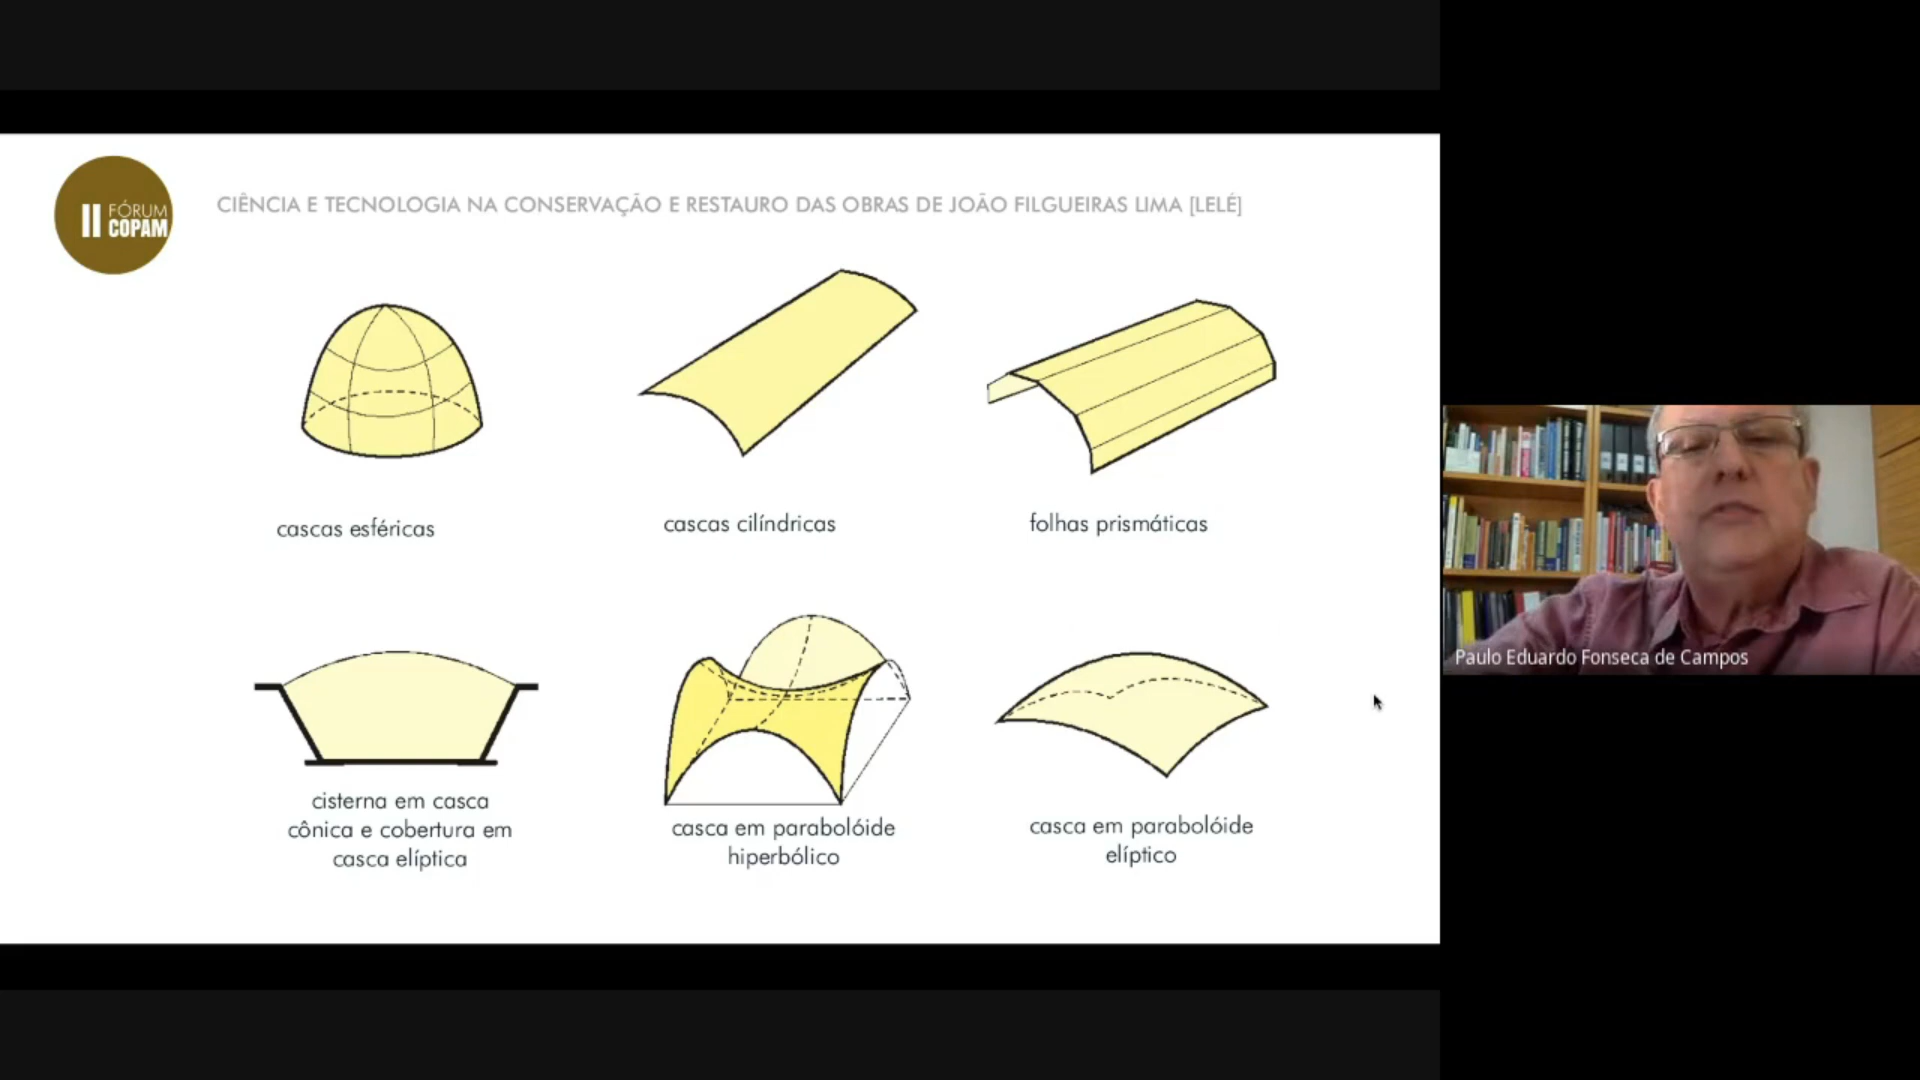 II FÓRUM
COPAM
CIÊNCIA E TECNOLOGIA NA CONSERVAÇÃO E RESTAURO DAS OBRAS DE JOÃO FILGUEIRAS LIMA [LELÉ]
cascas esféricas
cascas cilíndricas
folhas prismáticas
cisterna em casca
cônica e cobertura em
casca elíptica
casca em parabolóide
hiperbólico
casca em parabolóide
elíptico
Paulo Eduardo Fonseca de Campos